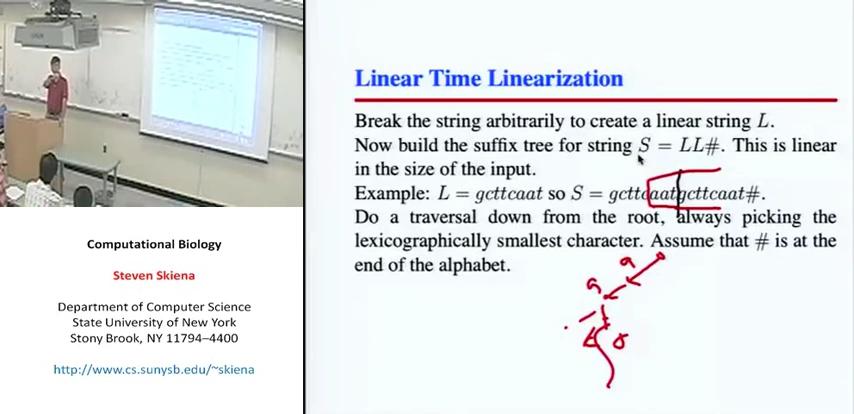 Linear Time Linearization
Break the string arbitrarily to create a linear string L.
Now build the suffix tree for string S = LL#. This is linear
in the size of the input.
Example: L = gcttcaat so S = gcttcaatgcttcaat#.
Do a traversal down from the root, always picking the
lexicographically smallest character. Assume that # is at the
end of the alphabet.
a
a
Computational Biology
Steven Skiena
Department of Computer Science
State University of New York
Stony Brook, NY 11794–4400
http://www.cs.sunysb.edu/~skiena